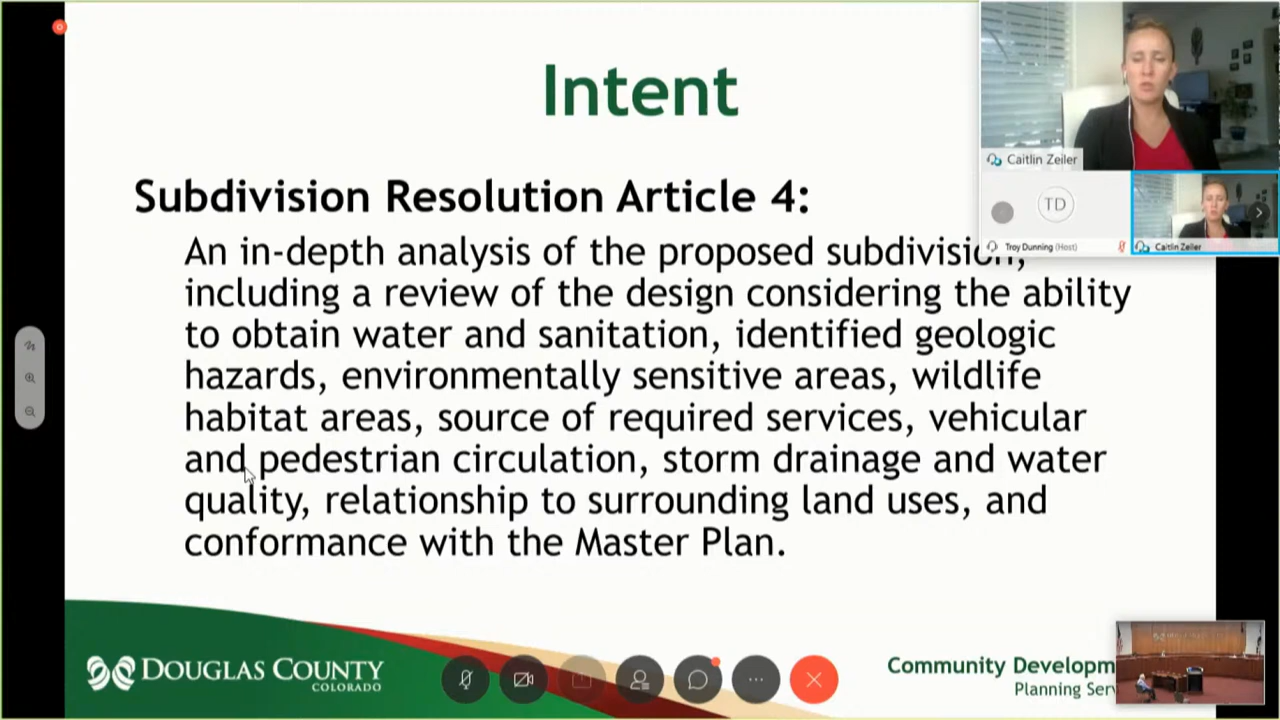 Intent
Subdivision Resolution Article 4:
An in-depth analysis of the proposed subdivision,
including a review of the design considering the ability
to obtain water and sanitation, identified geologic
hazards, environmentally sensitive areas, wildlife
habitat areas, source of required services, vehicular
and pedestrian circulation, storm drainage and water
quality, relationship to surrounding land uses, and
conformance with the Master Plan.
Caitlin Zeiler
TD
Troy Dunning (Host)
Caitlin Zeiler
DOUGLAS COUNTY
COLORADO
Community Developm
Planning Serv